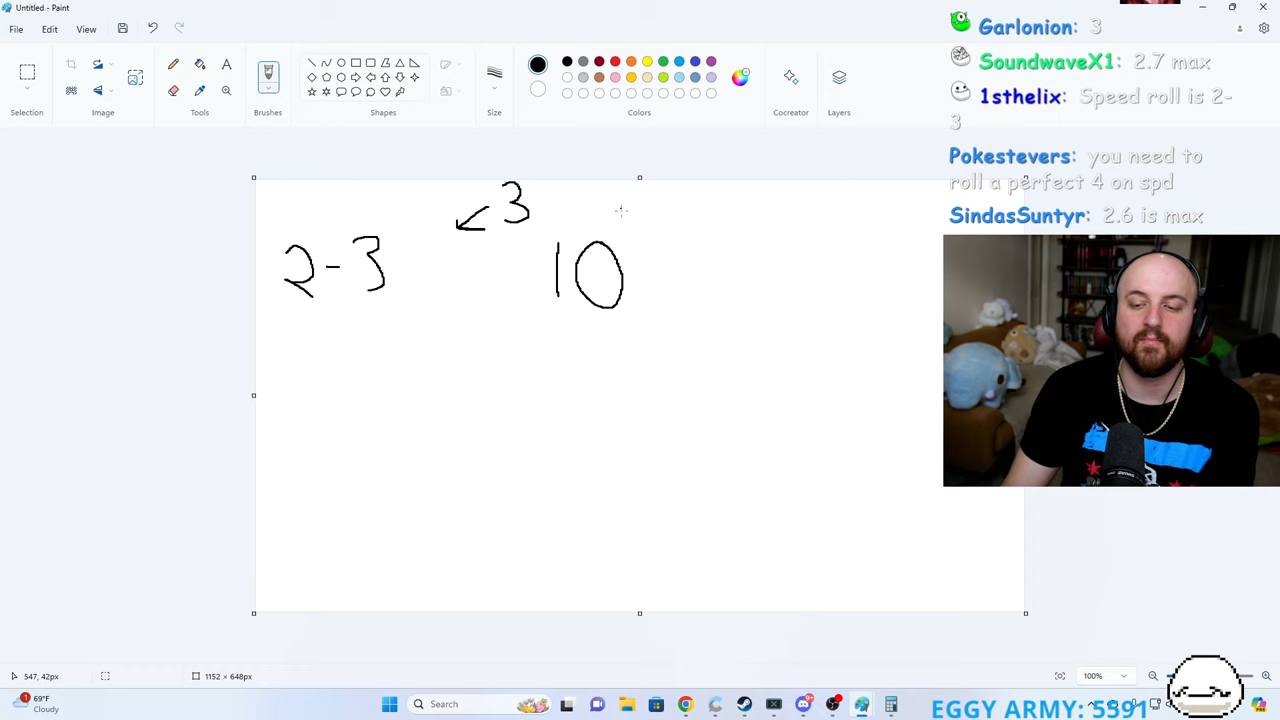 Untitled - Paint
File Edit View
Selection Image Tools Brushes Shapes Size Colors Cocreator Layers
Garlonion: 3
SoundwaveX1: 2.7 max
1sthelix: Speed roll is 2-
3
Pokestevers: you need to
roll a perfect 4 on spd
SindasSuntyr: 2.6 is max
3
2-3 10
547, 42px 1152 × 648px 100%
1 69°F
Cloudy
Search
EGGY ARMY: 5591